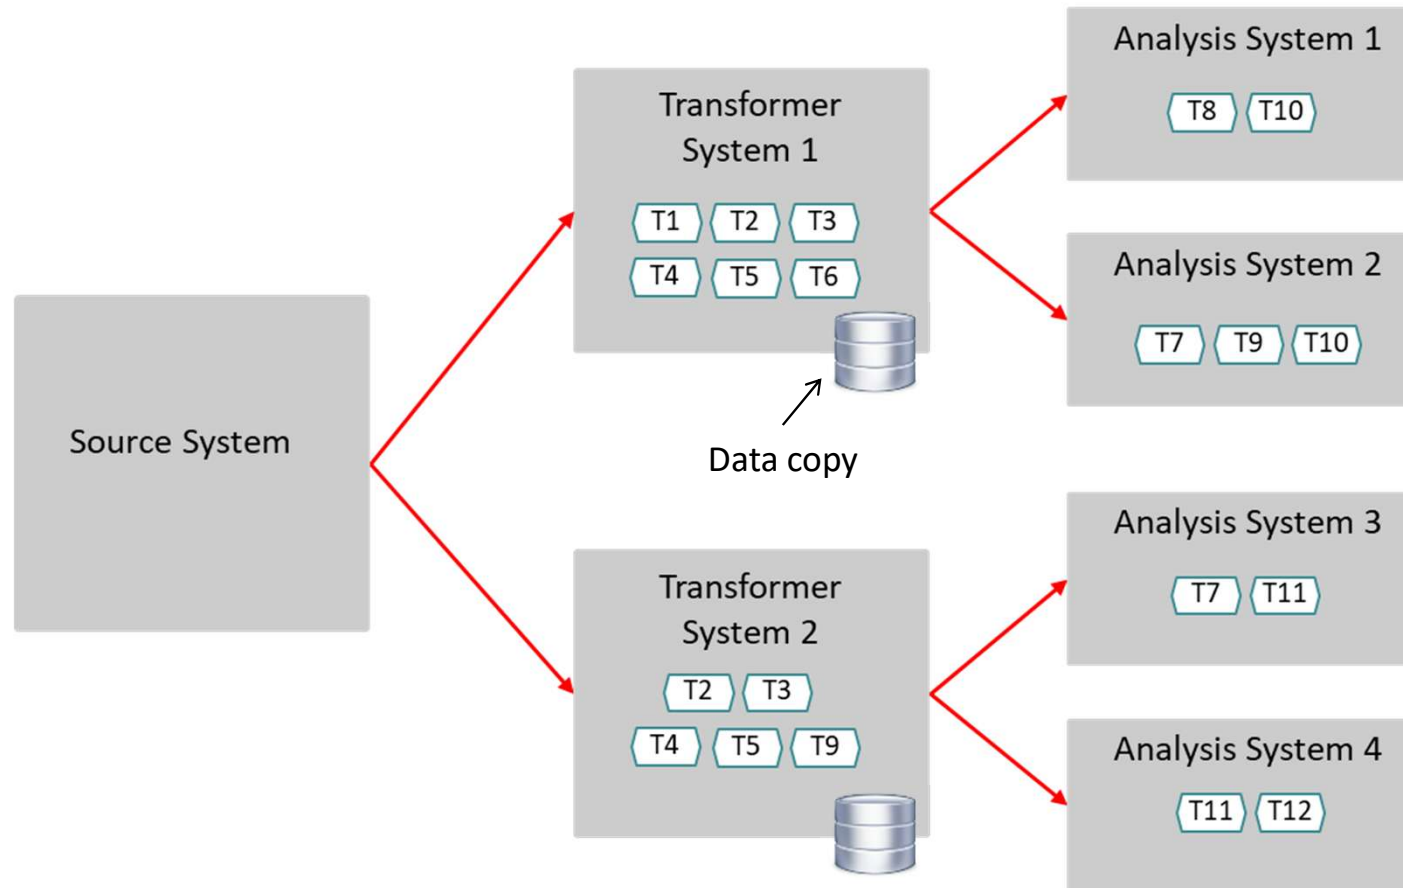 Source System
Transformer
System 1
T1 T2 T3
T4 T5 T6
Data copy
Transformer
System 2
T2 T3
T4 T5 T9
Analysis System 1
T8 T10
Analysis System 2
T7 T9 T10
Analysis System 3
T7 T11
Analysis System 4
T11 T12